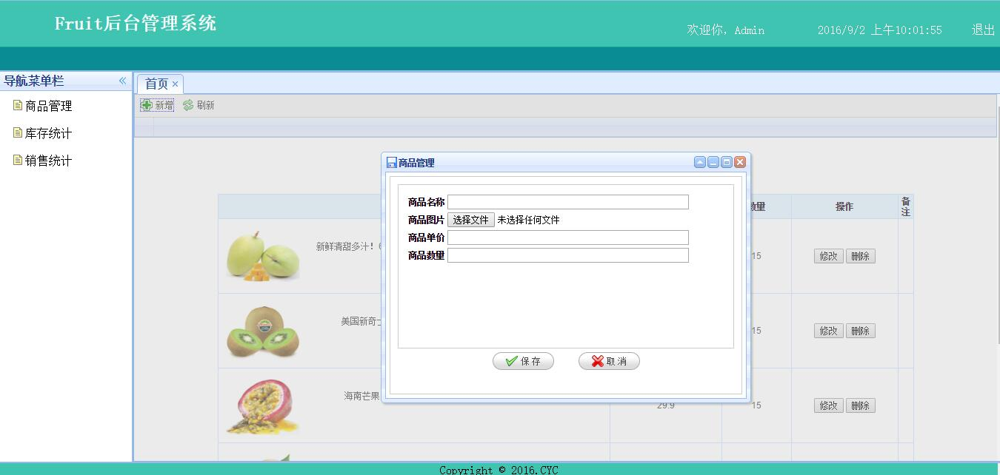 Fruit后台管理系统
欢迎你, Admin 2016/9/2 上午10:01:55 退出
导航菜单栏
首页
商品管理
库存统计
销售统计
新增 刷新
商品管理
商品名称
商品图片 选择文件 未选择任何文件
商品单价
商品数量
保存 取消
数量 操作 备注
新鲜清甜多汁!
15 修改 删除
美国新奇士
15 修改 删除
海南芒果
29.9 15 修改 删除
Copyright © 2016.CYC